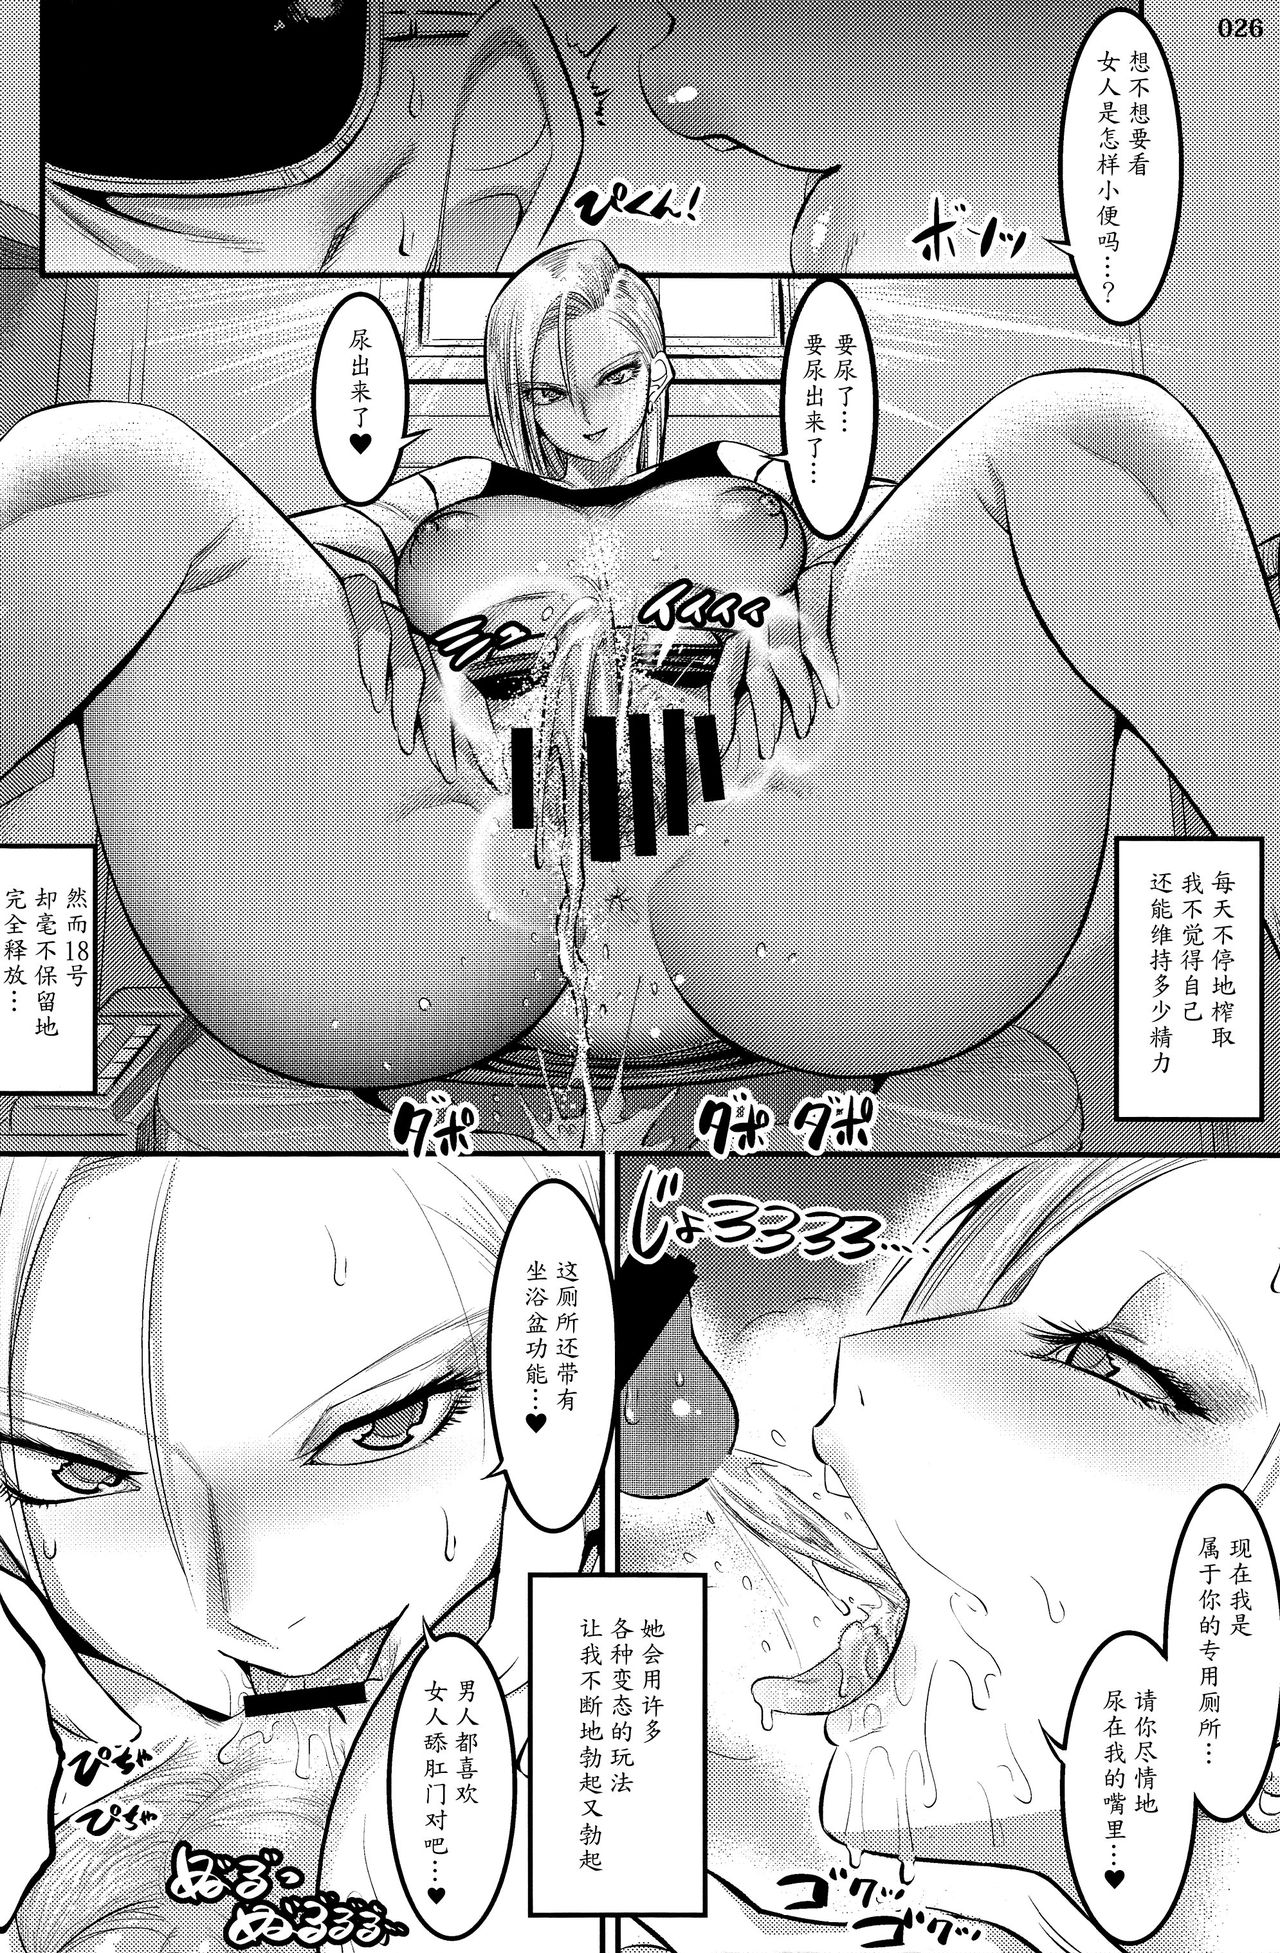 026
想不想要看
女人是怎样小便吗…?
ぴくん!
ボーノッ
要尿了…
要尿出来了…
尿出来了♥
每天不停地榨取
我不觉得自己
还能维持多少精力
然而18号
却毫不保留地
完全释放…
ダポ
ダポ
ダポ
じょろろろろ……
现在我是
属于你的专用厕所…
请你尽情地
尿在我的嘴里…♥
ゴクッ
ゴクッ
她会用许多
各种变态的玩法
让我不断地勃起又勃起
这厕所还带有
坐浴盆功能…♥
男人都喜欢
女人舔肛门对吧…♥
ぴちゃ
ぴちゃ
ぬるっ
ぬるるる